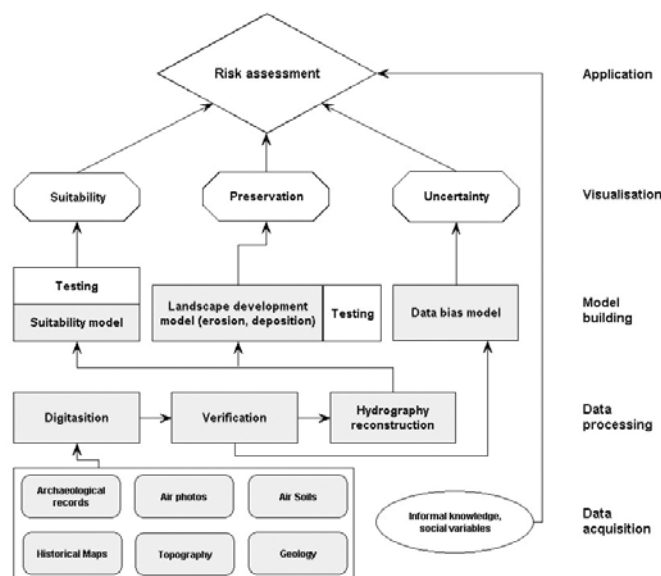 Risk assessment
Application
Suitability
Preservation
Uncertainty
Visualisation
Testing
Suitability model
Landscape development
model (erosion, deposition)
Testing
Data bias model
Model
building
Digitasition
Verification
Hydrography
reconstruction
Data
processing
Archaeological
records
Air photos
Air Soils
Historical Maps
Topography
Geology
Informal knowledge,
social variables
Data
acquisition